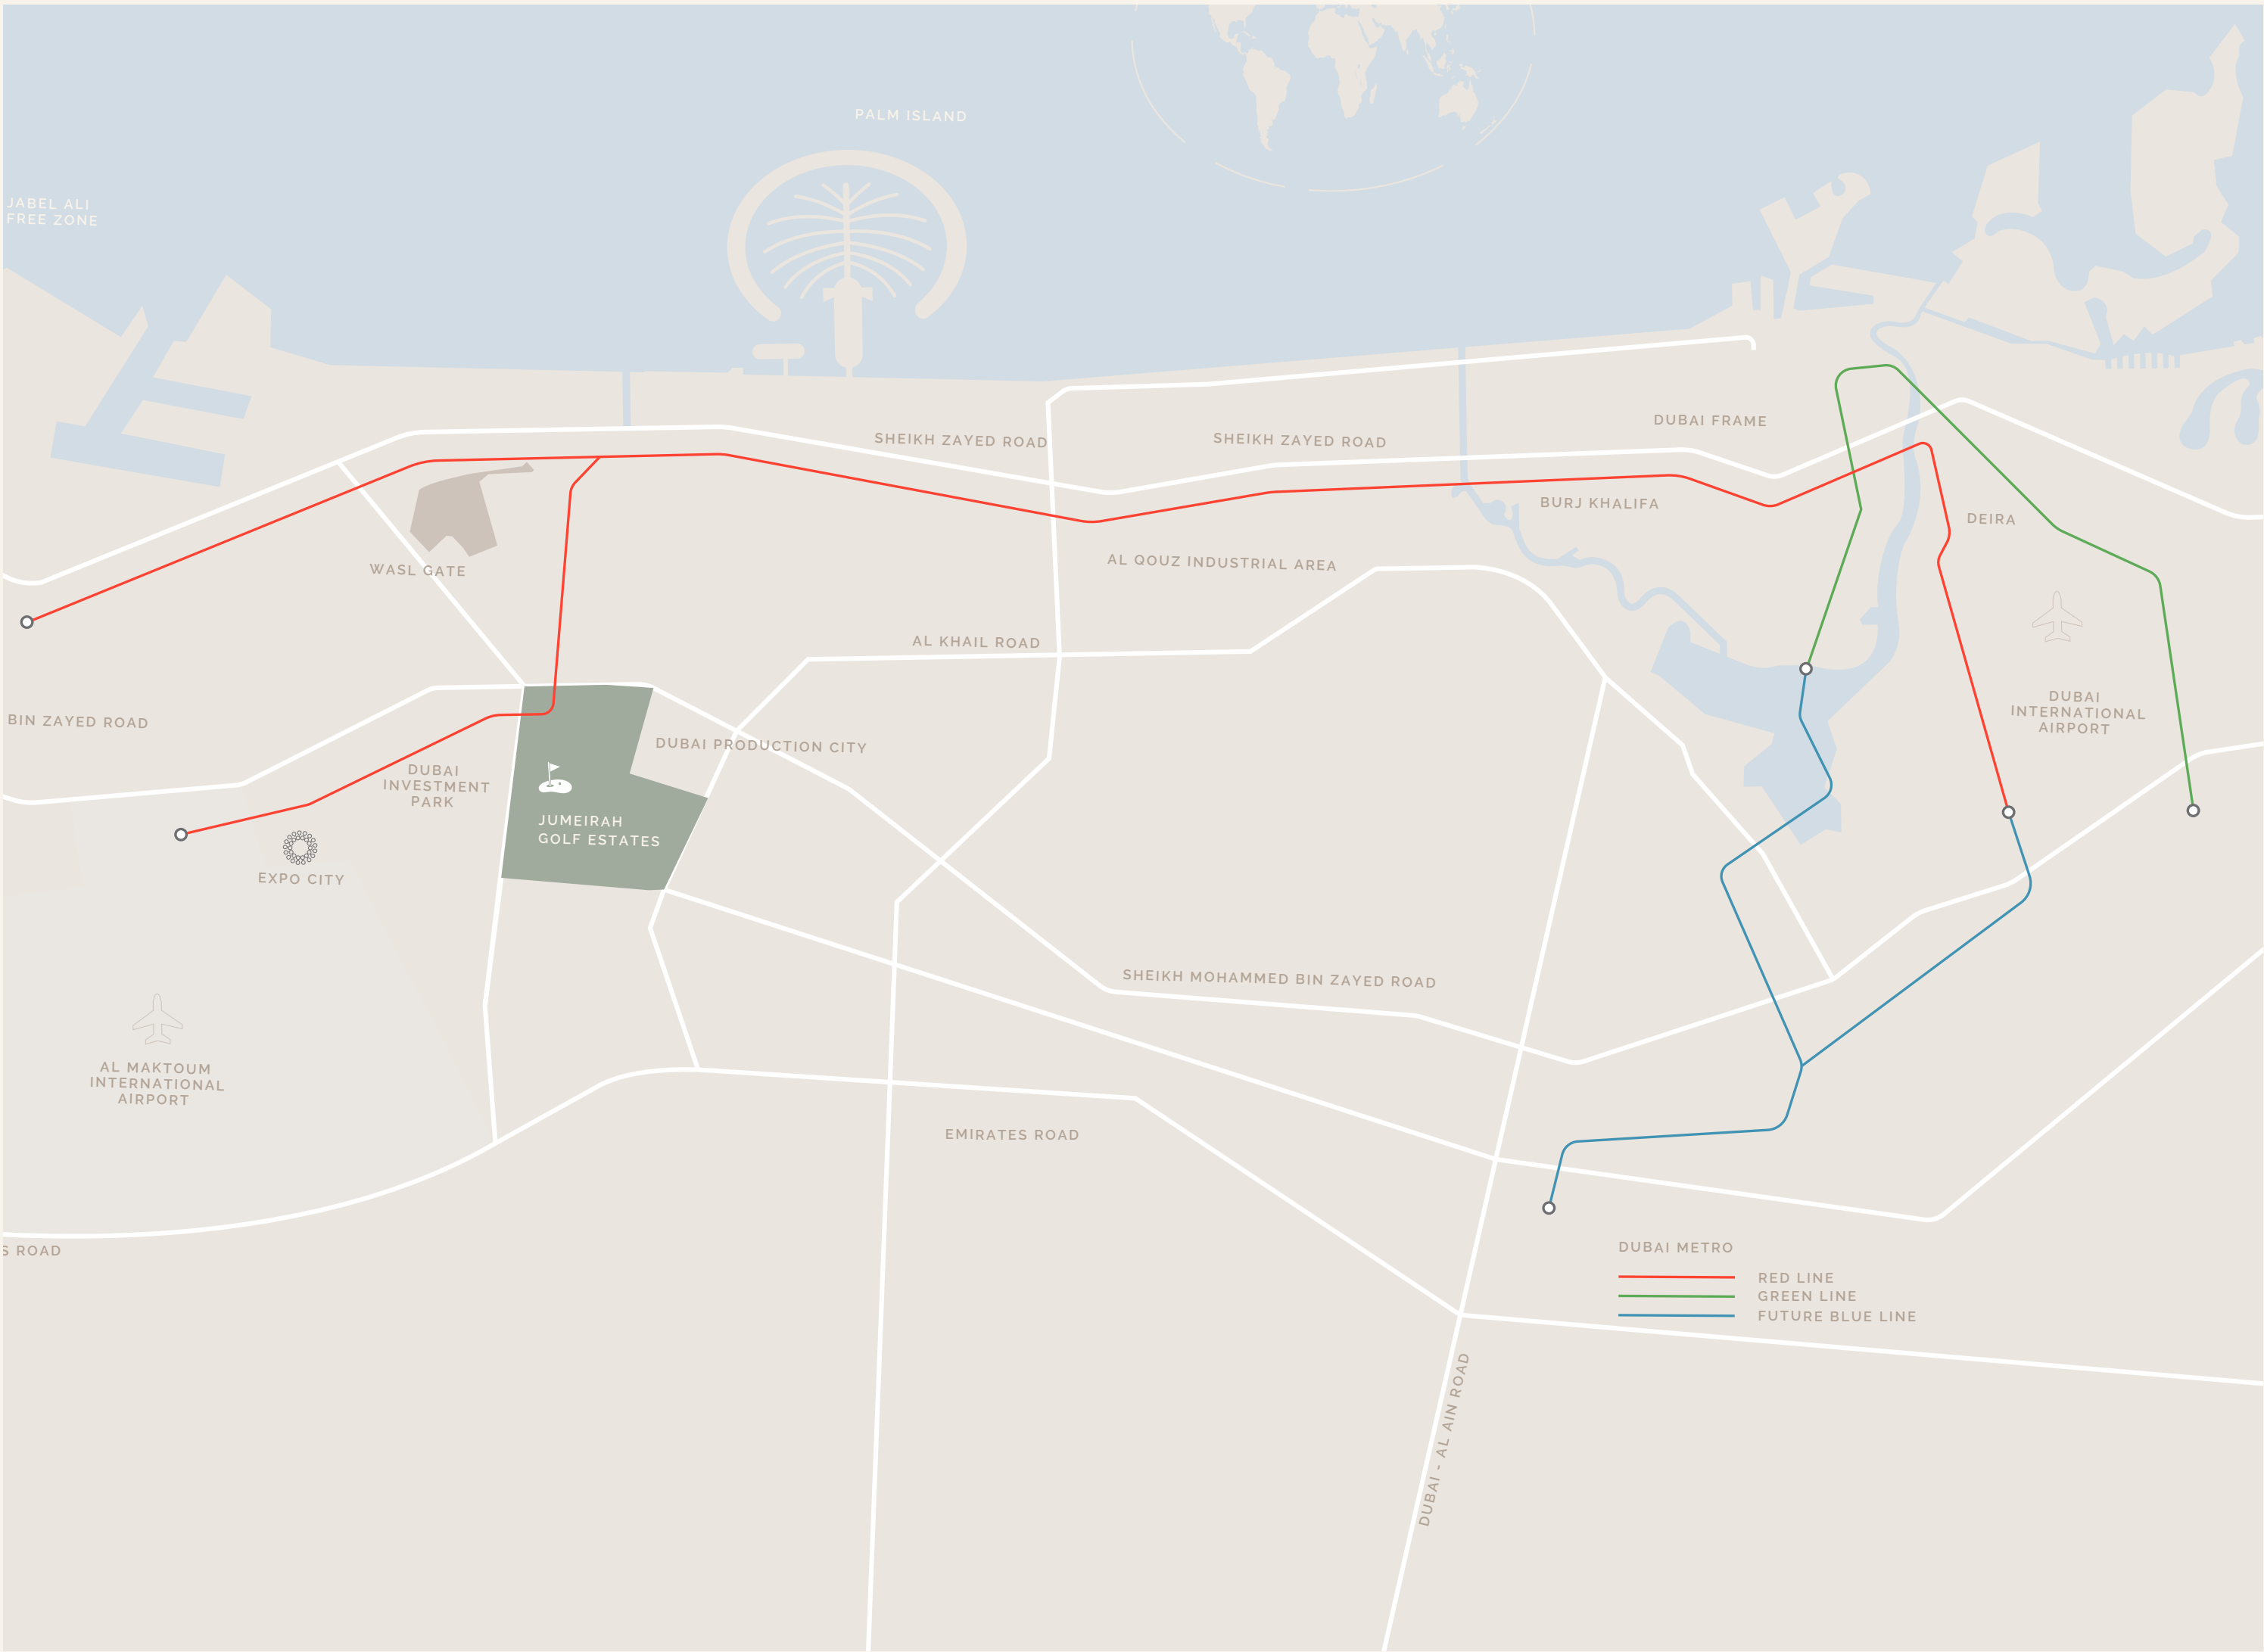 PALM ISLAND
JABEL ALI
FREE ZONE
SHEIKH ZAYED ROAD
SHEIKH ZAYED ROAD
DUBAI FRAME
BURJ KHALIFA
DEIRA
WASL GATE
AL QOUZ INDUSTRIAL AREA
AL KHAIL ROAD
BIN ZAYED ROAD
DUBAI PRODUCTION CITY
DUBAI
INTERNATIONAL
AIRPORT
DUBAI
INVESTMENT
PARK
JUMEIRAH
GOLF ESTATES
EXPO CITY
SHEIKH MOHAMMED BIN ZAYED ROAD
AL MAKTOUM
INTERNATIONAL
AIRPORT
EMIRATES ROAD
S ROAD
DUBAI METRO
RED LINE
GREEN LINE
FUTURE BLUE LINE
DUBAI - AL AIN ROAD